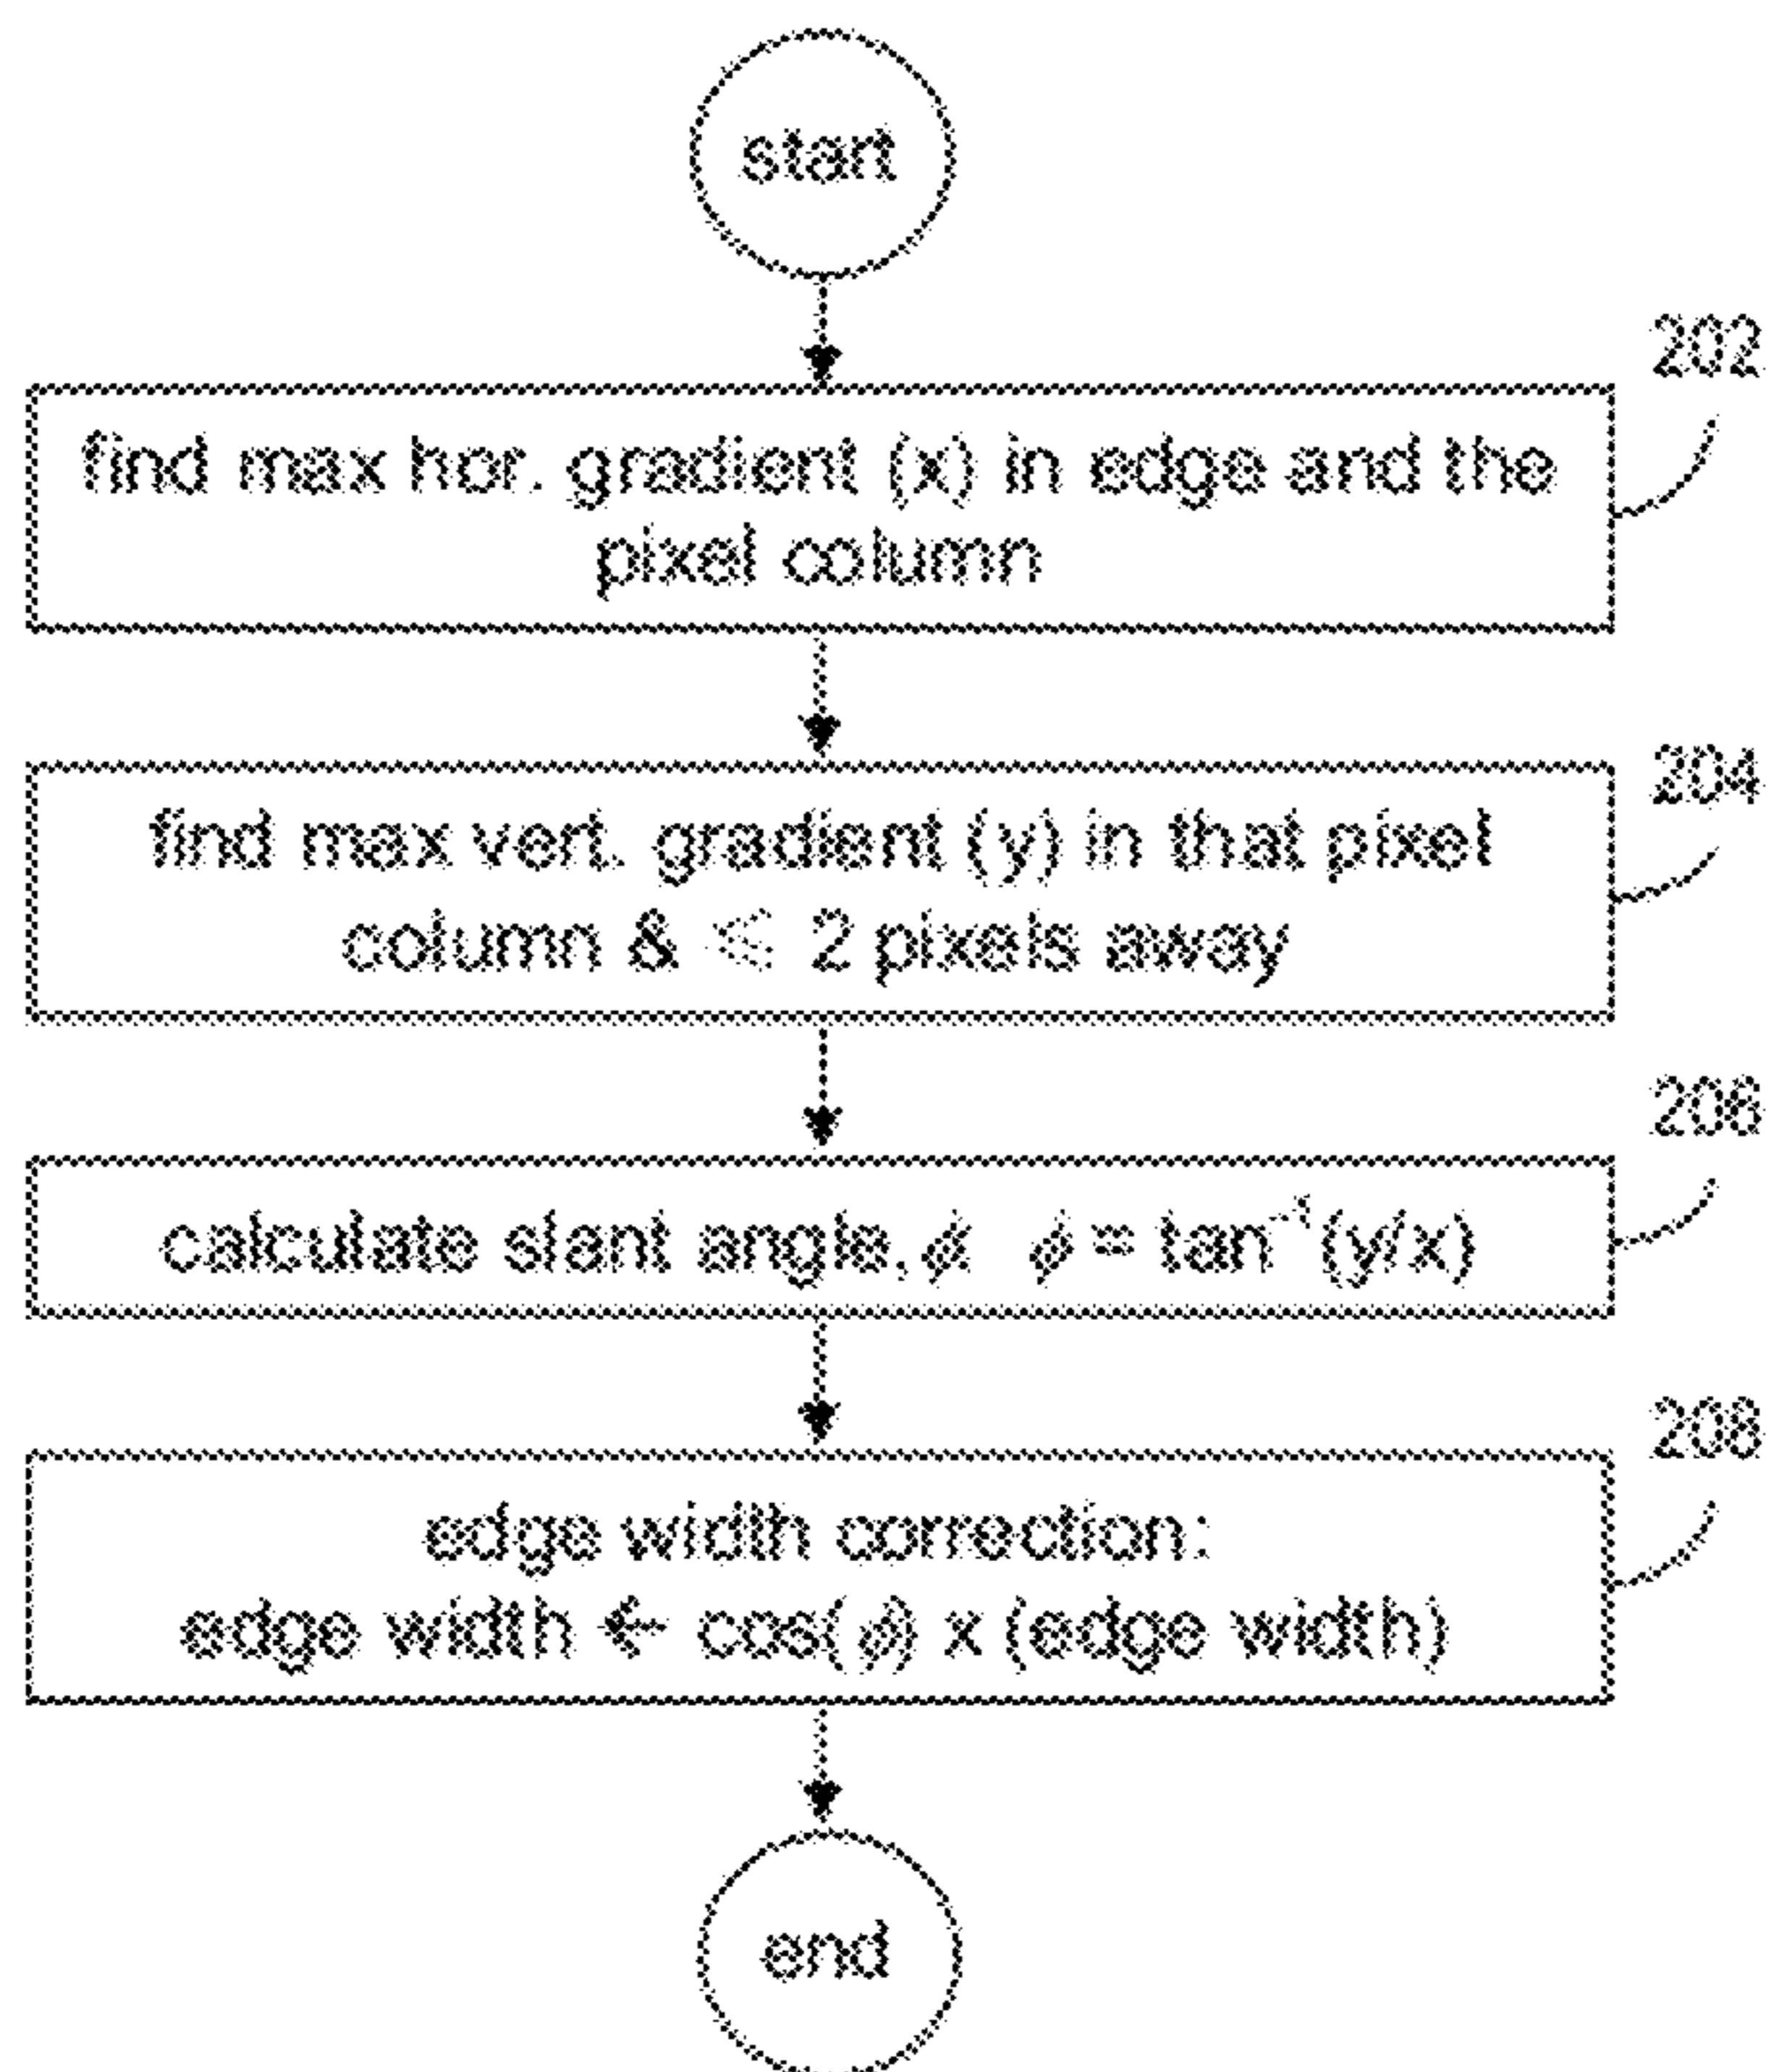 start
202
find max hor. gradient (x) in edge and the
pixel column
204
find max vert. gradient (y) in that pixel
column & ≤ 2 pixels away
206
calculate slant angle, ϕ: ϕ = tan⁻¹(y/x)
208
edge width correction:
edge width ← cos(ϕ) x (edge width)
end